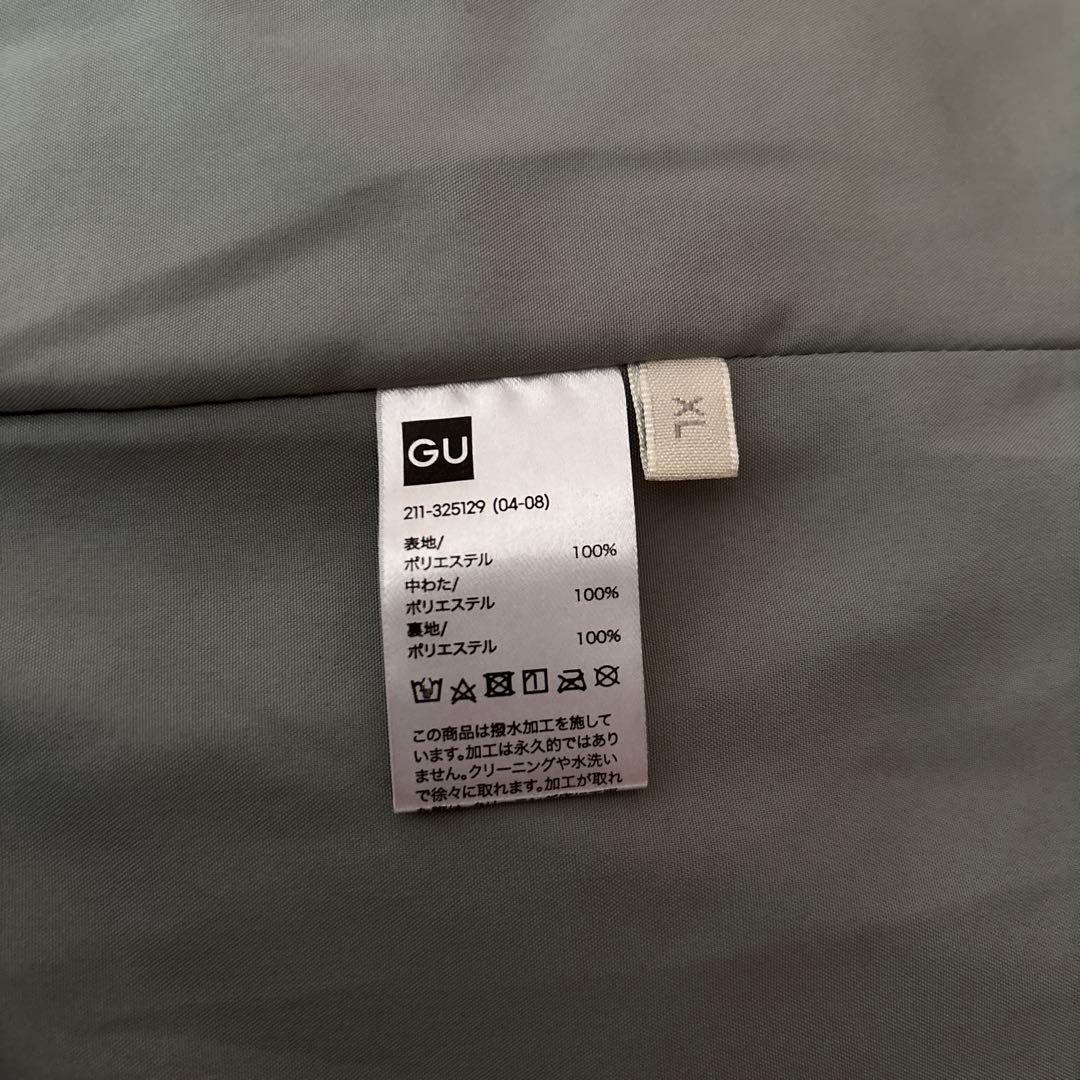 GU
211-325129 (04-08)
表地/
ポリエステル 100%
中わた/
ポリエステル 100%
裏地/
ポリエステル 100%
この商品は撥水加工を施して
います。加工は永久的ではあり
ません。クリーニングや水洗い
で徐々に取れます。加工が取れ
XL